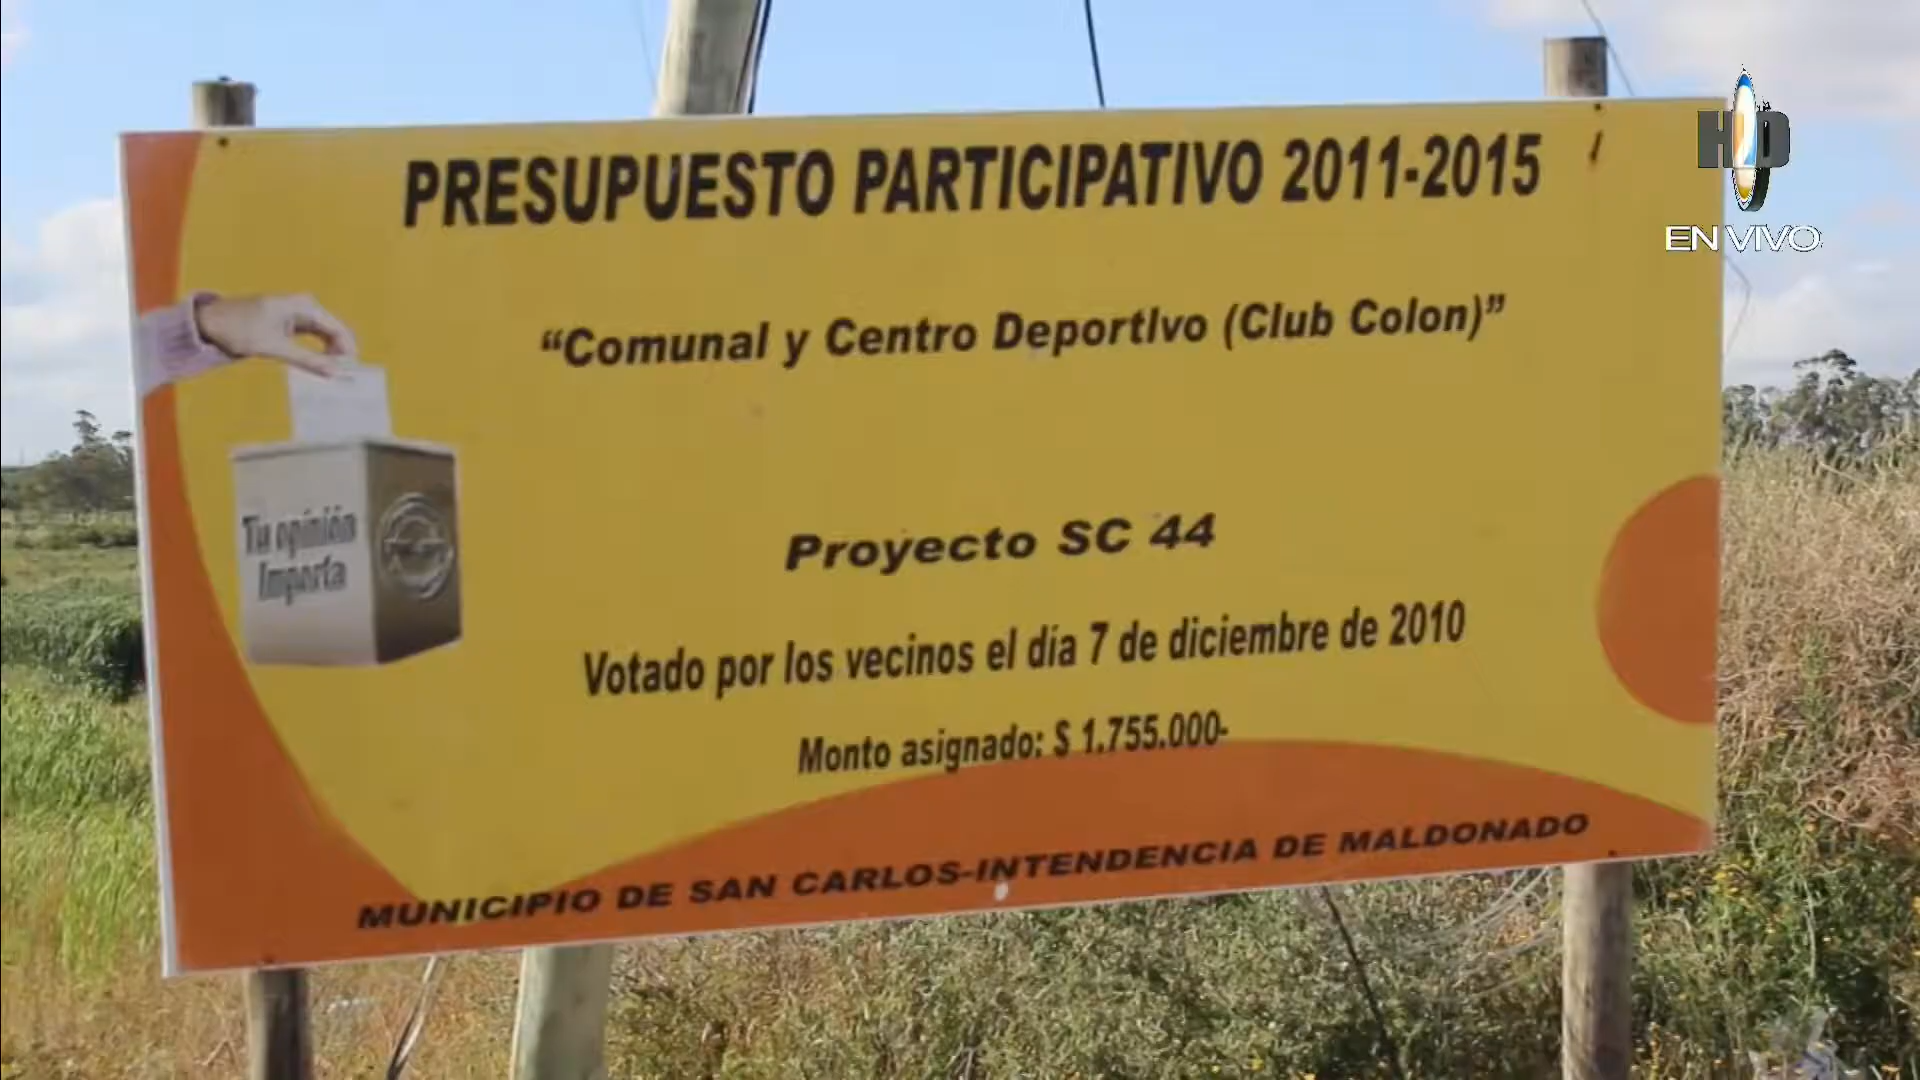 PRESUPUESTO PARTICIPATIVO 2011-2015
HD
EN VIVO
"Comunal y Centro Deportlvo (Club Colon)"
Tu opinión
Importa
Proyecto SC 44
Votado por los vecinos el día 7 de diciembre de 2010
Monto asignado: $ 1.755.000-
MUNICIPIO DE SAN CARLOS-INTENDENCIA DE MALDONADO